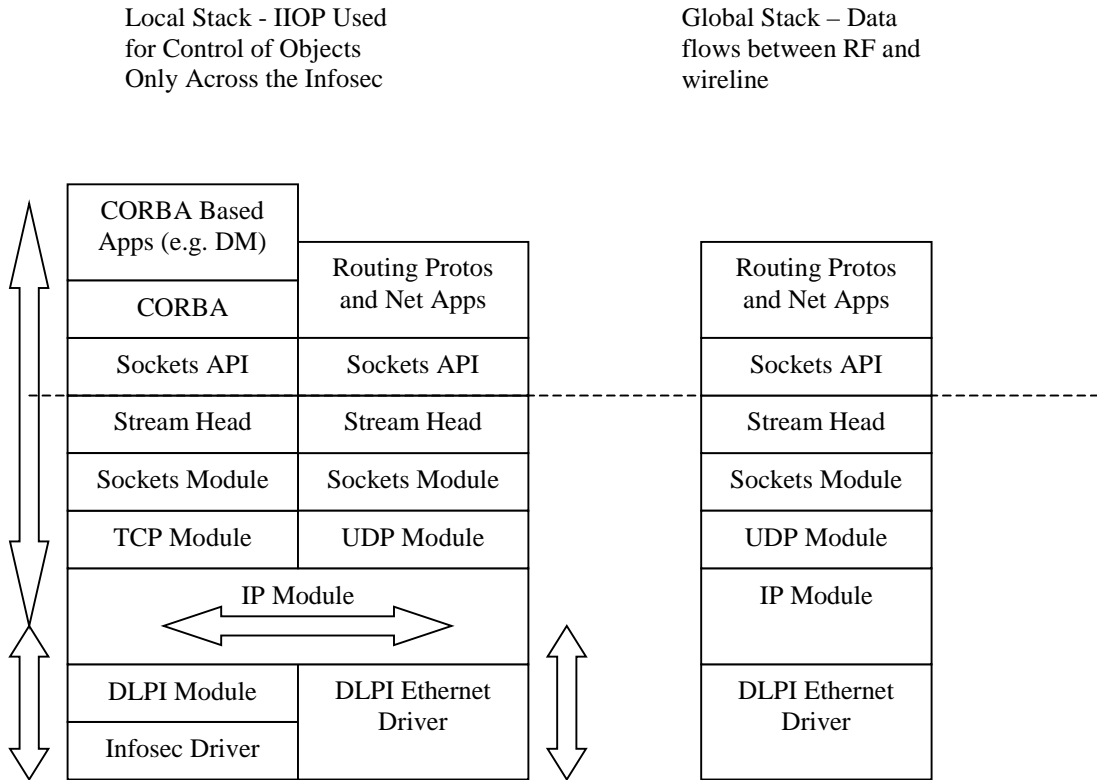 Local Stack - IIOP Used
for Control of Objects
Only Across the Infosec
Global Stack – Data
flows between RF and
wireline
CORBA Based
Apps (e.g. DM)
CORBA
Sockets API
Stream Head
Sockets Module
TCP Module
Routing Protos
and Net Apps
Sockets API
Stream Head
Sockets Module
UDP Module
IP Module
DLPI Module
Infosec Driver
DLPI Ethernet
Driver
Routing Protos
and Net Apps
Sockets API
Stream Head
Sockets Module
UDP Module
IP Module
DLPI Ethernet
Driver